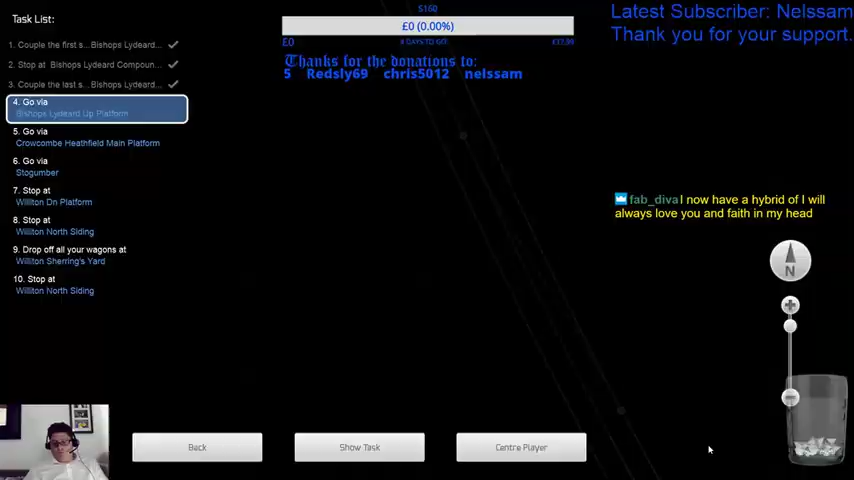 Task List:
1. Couple the first s...Bishops Lydeard...
2. Stop at Bishops Lydeard Compoun...
3. Couple the last s...Bishops Lydeard...
4. Go via
Bishops Lydeard Up Platform
5. Go via
Crowcombe Heathfield Main Platform
6. Go via
Stogumber
7. Stop at
Williton Dn Platform
8. Stop at
Williton North Siding
9. Drop off all your wagons at
Williton Sherring's Yard
10. Stop at
Williton North Siding
£0 (0.00%)
£0
Thanks for the donations to:
5 Redsly69 chris5012 nelssam
Latest Subscriber: Nelssam
Thank you for your support.
fab_diva I now have a hybrid of I will
always love you and faith in my head
N
Back
Show Task
Centre Player